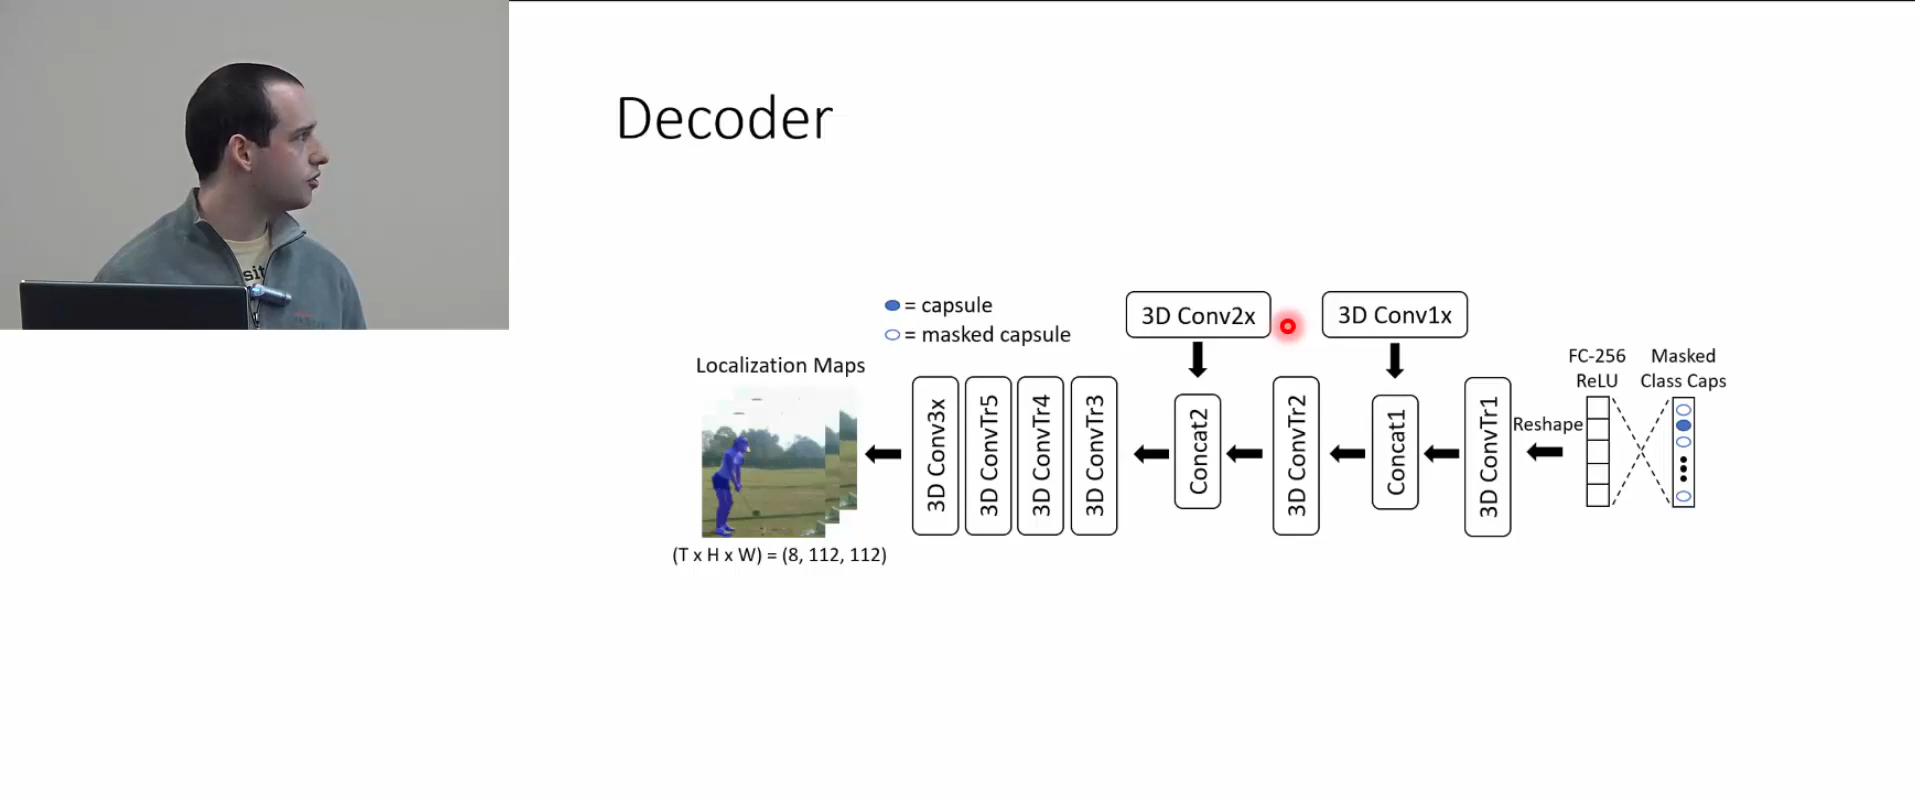 Decoder
sit
= capsule
= masked capsule
3D Conv2x
3D Conv1x
Localization Maps
FC-256
ReLU
Masked
Class Caps
3D Conv3x
3D ConvTr5
3D ConvTr4
3D ConvTr3
Concat2
3D ConvTr2
Concat1
3D ConvTr1
Reshape
(T x H x W) = (8, 112, 112)